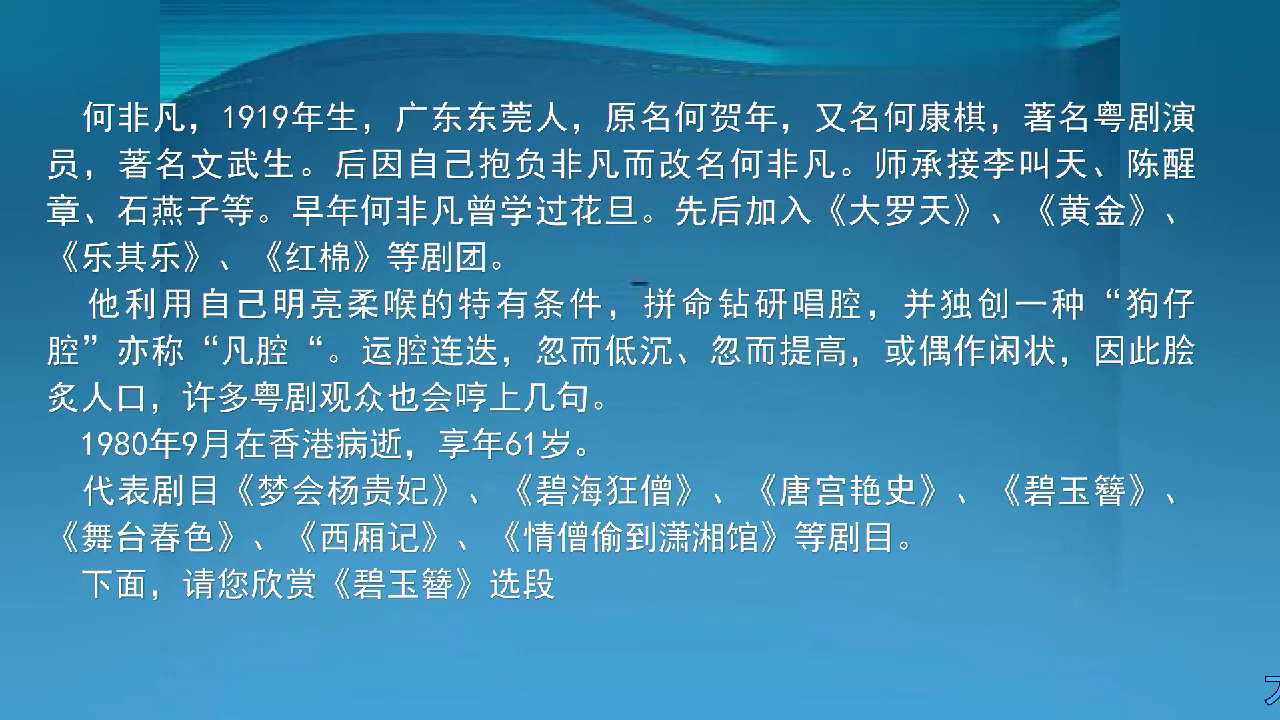 何非凡，1919年生，广东东莞人，原名何贺年，又名何康棋，著名粤剧演
员，著名文武生。后因自己抱负非凡而改名何非凡。师承接李叫天、陈醒
章、石燕子等。早年何非凡曾学过花旦。先后加入《大罗天》、《黄金》、
《乐其乐》、《红棉》等剧团。
他利用自己明亮柔喉的特有条件，拼命钻研唱腔，并独创一种“狗仔
腔”亦称“凡腔“。运腔连迭，忽而低沉、忽而提高，或偶作闲状，因此脍
炙人口，许多粤剧观众也会哼上几句。
1980年9月在香港病逝，享年61岁。
代表剧目《梦会杨贵妃》、《碧海狂僧》、《唐宫艳史》、《碧玉簪》、
《舞台春色》、《西厢记》、《情僧偷到潇湘馆》等剧目。
下面，请您欣赏《碧玉簪》选段